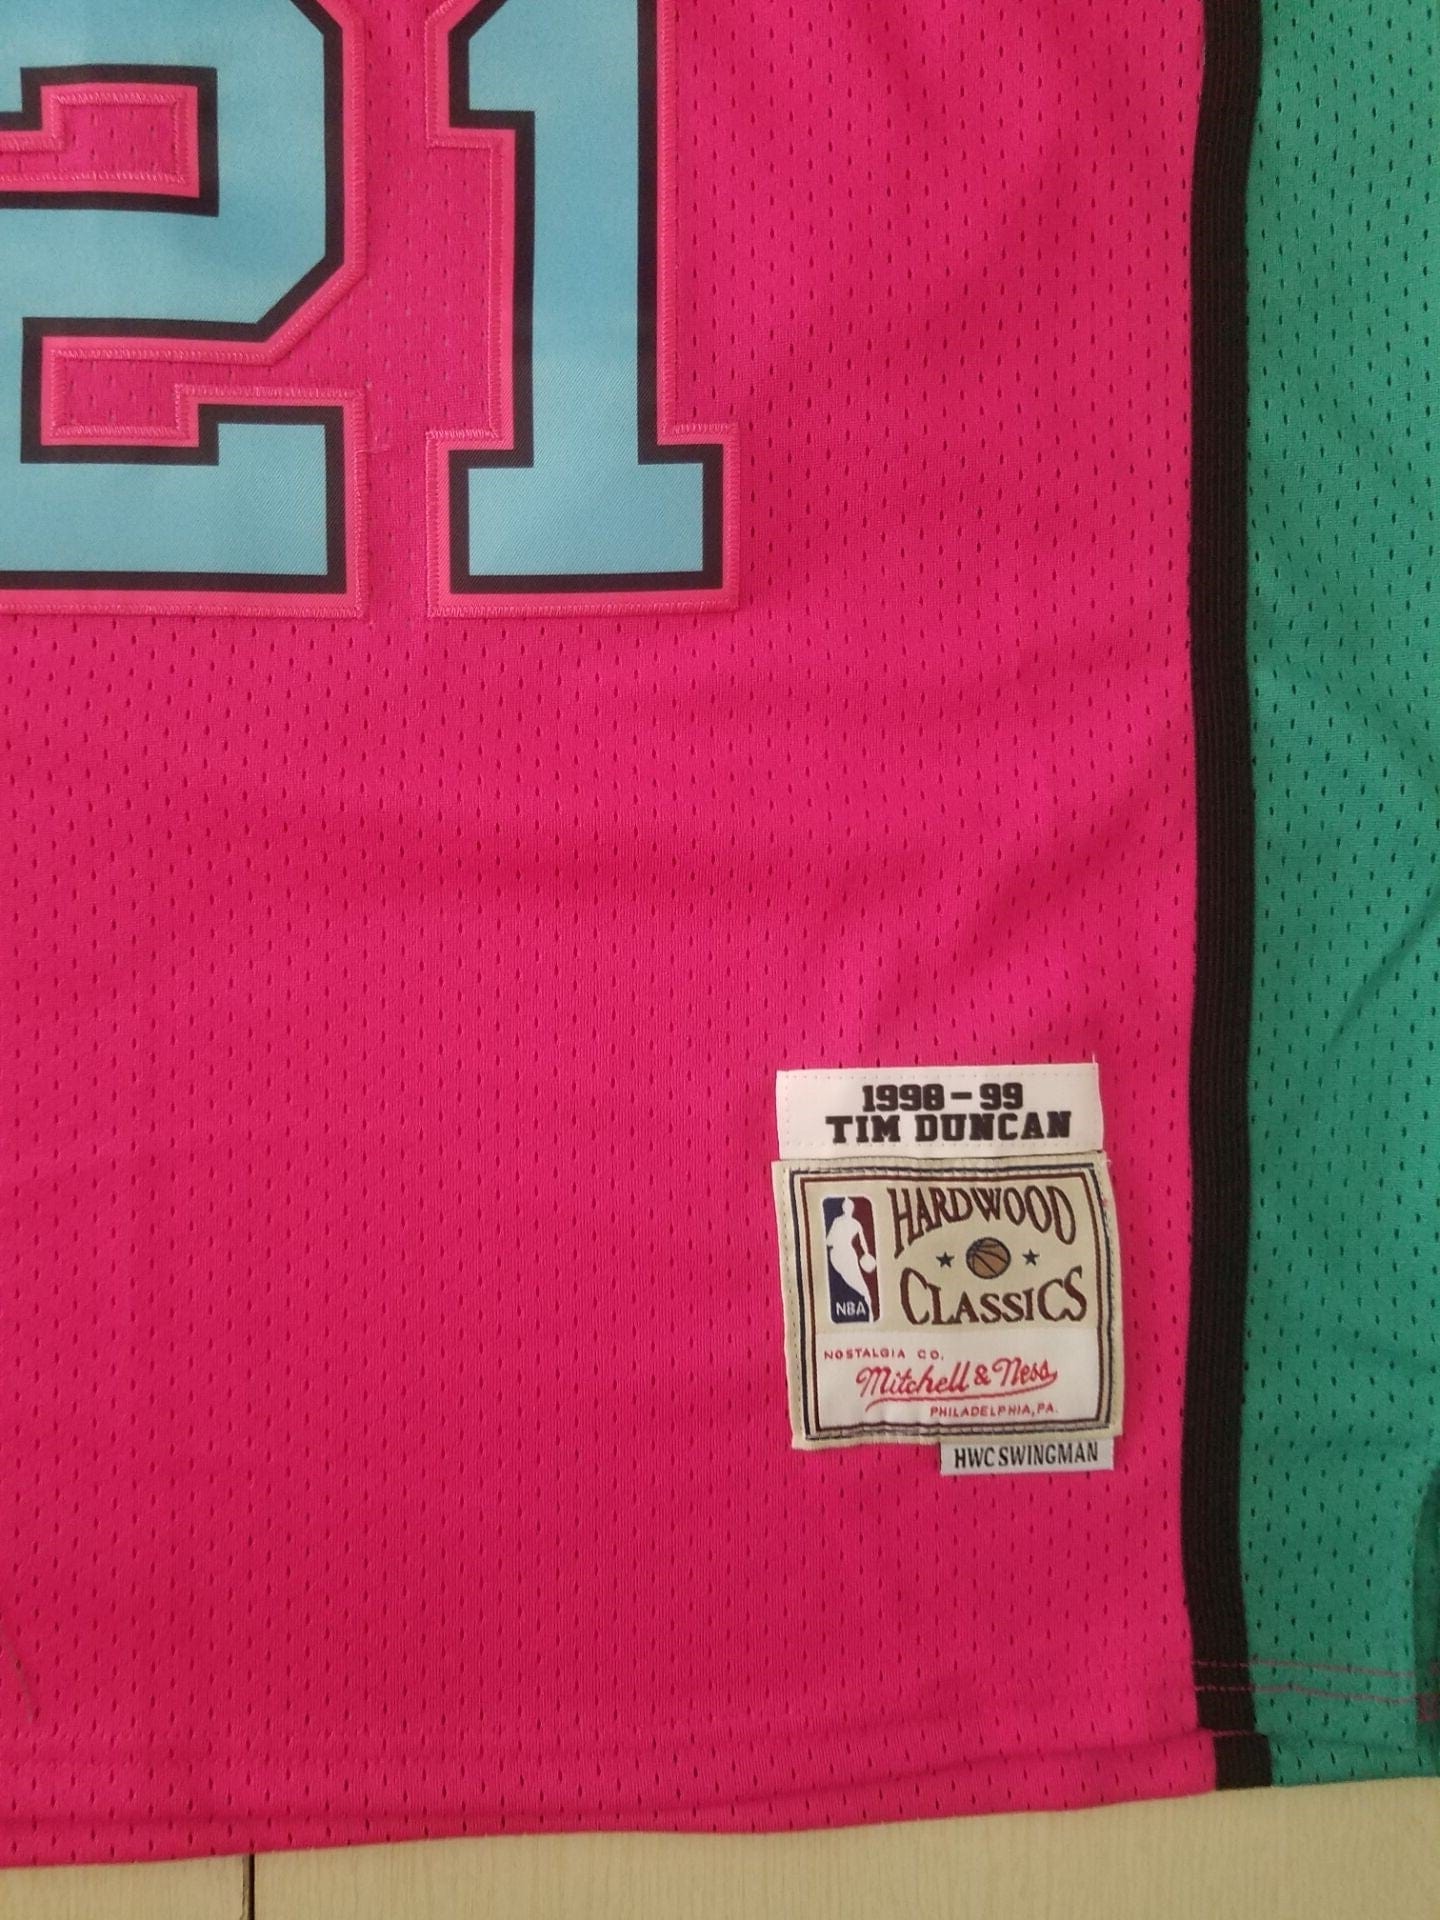 21
1998-99
TIM DUNCAN
HARDWOOD
CLASSICS
NBA
NOSTALGIA CO.
Mitchell & Ness
PHILADELPHIA, PA.
HWC SWINGMAN